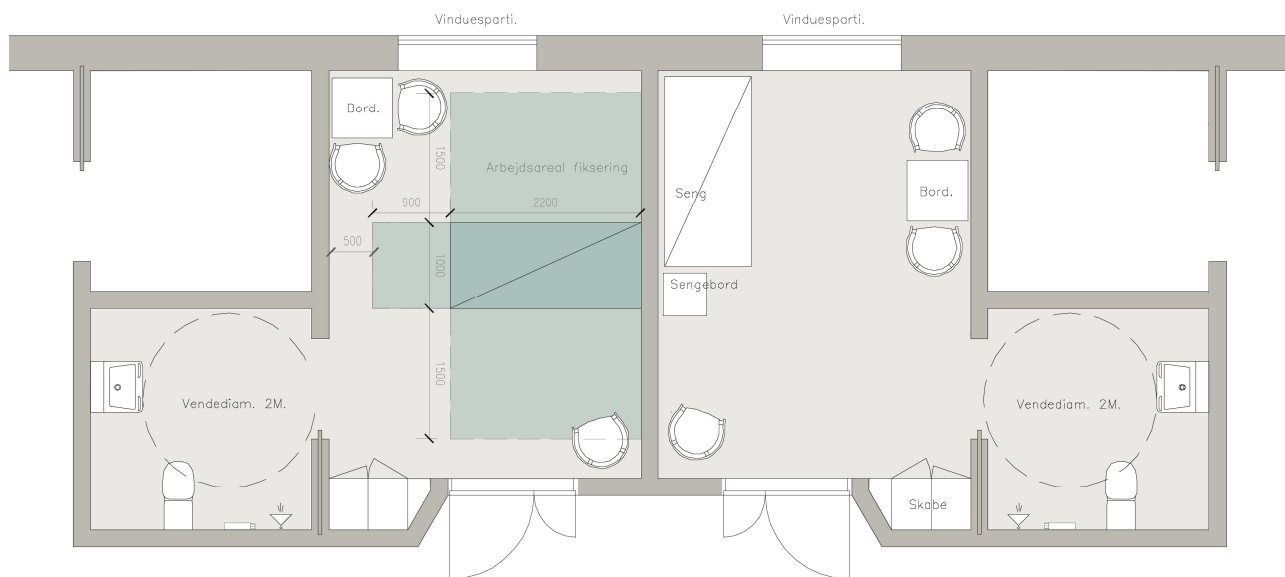 Vinduesparti.
Vinduesparti.
Bord.
1500
Arbejdsareal fiksering
900
2200
Seng
Bord.
500
1000
Sengebord
1500
Vendediam. 2M.
Vendediam. 2M.
Skabe